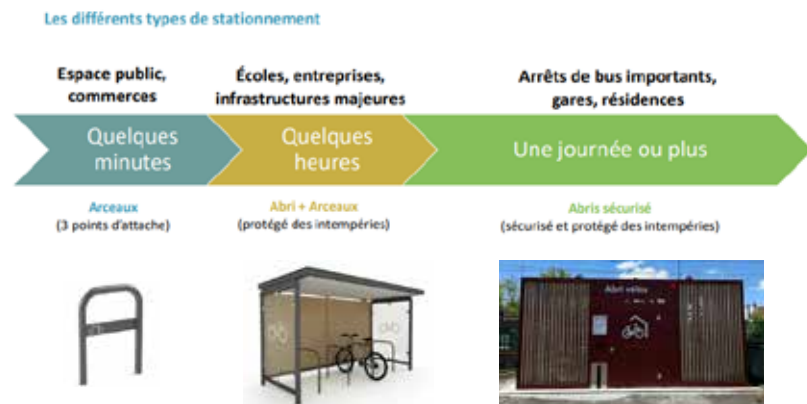 Les différents types de stationnement
Espace public,
commerces
Écoles, entreprises,
infrastructures majeures
Arrêts de bus importants,
gares, résidences
Quelques
minutes
Quelques
heures
Une journée ou plus
Arceaux
(3 points d'attache)
Abri + Arceaux
(protégé des intempéries)
Abris sécurisé
(sécurisé et protégé des intempéries)
Abri vélos